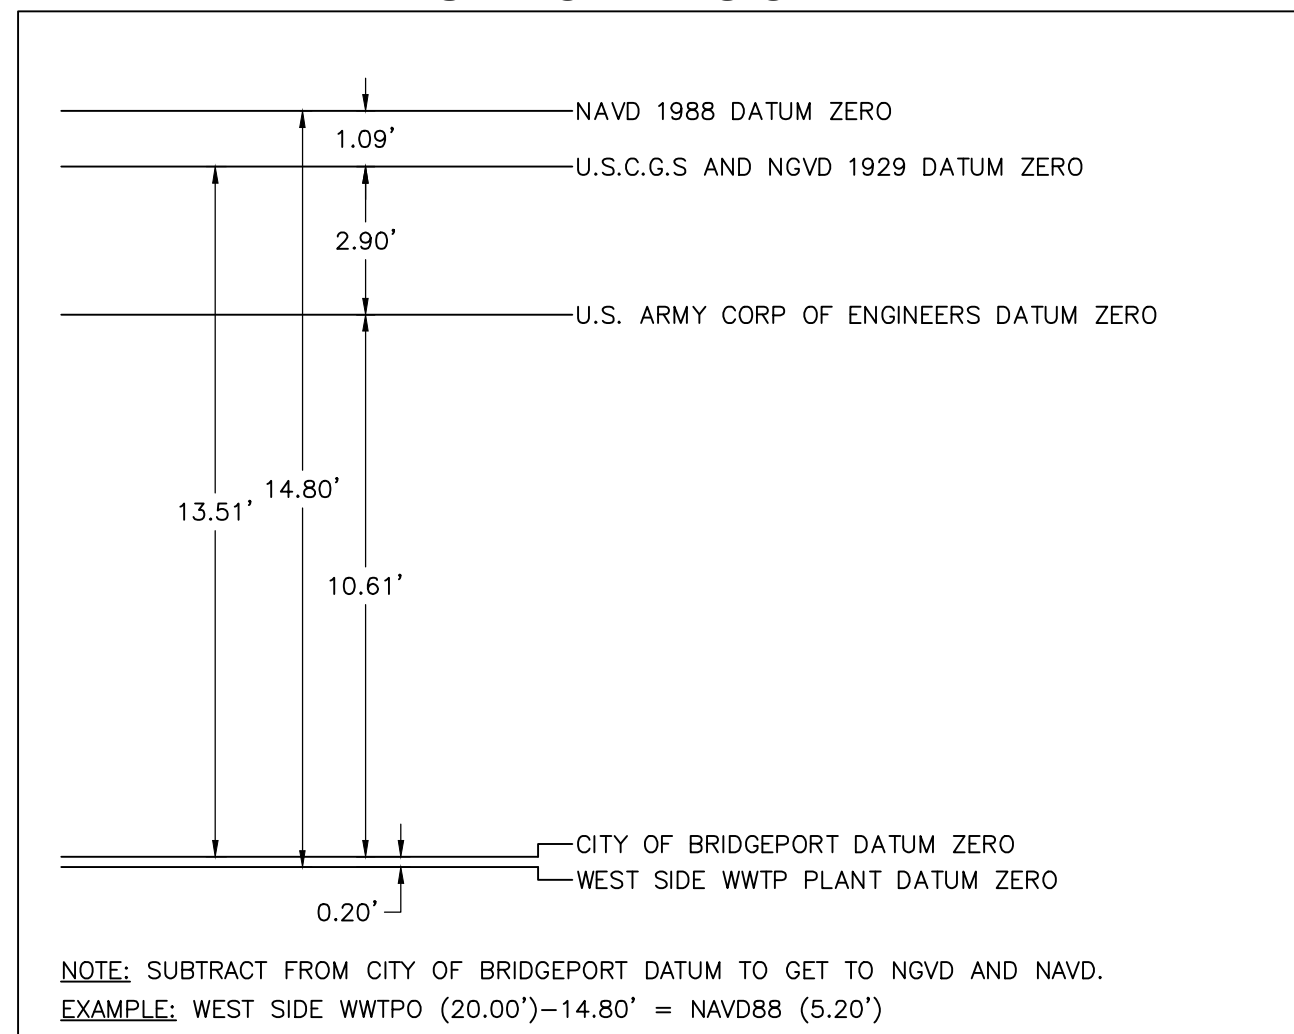 NAVD 1988 DATUM ZERO
1.09'
U.S.C.G.S AND NGVD 1929 DATUM ZERO
2.90'
U.S. ARMY CORP OF ENGINEERS DATUM ZERO
14.80'
13.51'
10.61'
CITY OF BRIDGEPORT DATUM ZERO
WEST SIDE WWTP PLANT DATUM ZERO
0.20'
NOTE: SUBTRACT FROM CITY OF BRIDGEPORT DATUM TO GET TO NGVD AND NAVD.
EXAMPLE: WEST SIDE WWTPO (20.00')-14.80' = NAVD88 (5.20')